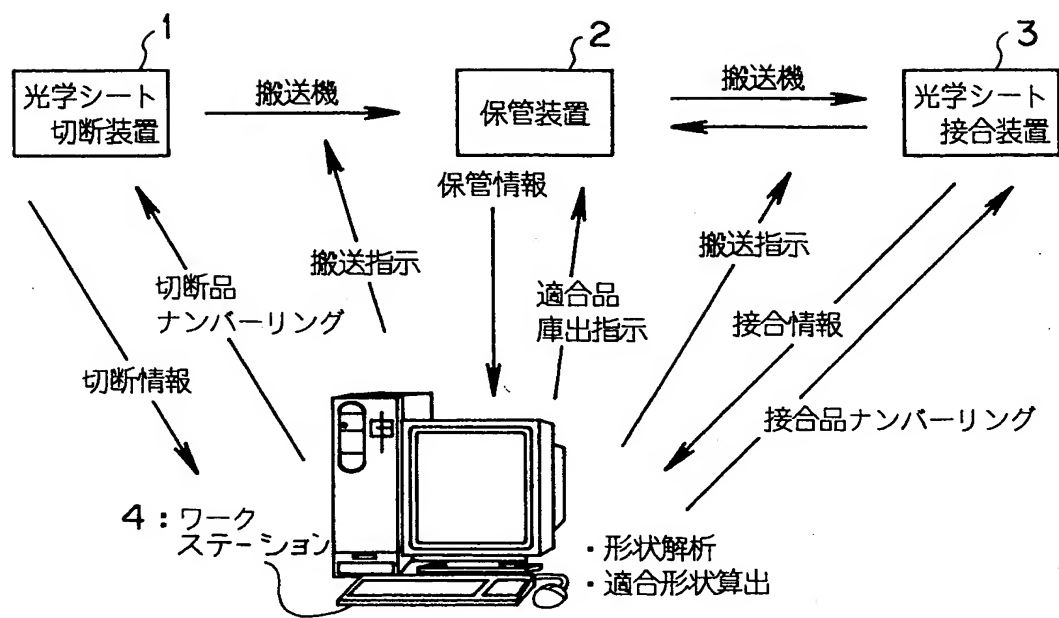 1
2
3
光学シート
切断装置
搬送機
保管装置
搬送機
光学シート
接合装置
保管情報
搬送指示
搬送指示
切断品
ナンバーリング
適合品
庫出指示
接合情報
切断情報
接合品ナンバーリング
4：ワーク
ステーション
・形状解析
・適合形状算出